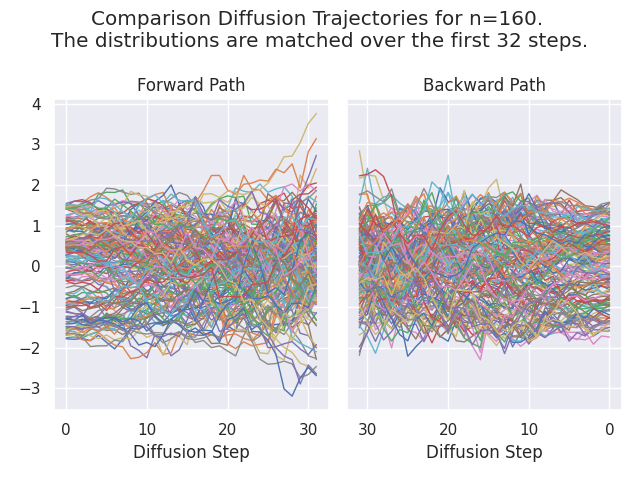 Comparison Diffusion Trajectories for n=160.
The distributions are matched over the first 32 steps.
Forward Path
Backward Path
4
3
2
1
0
−1
−2
−3
0 10 20 30
30 20 10 0
Diffusion Step
Diffusion Step